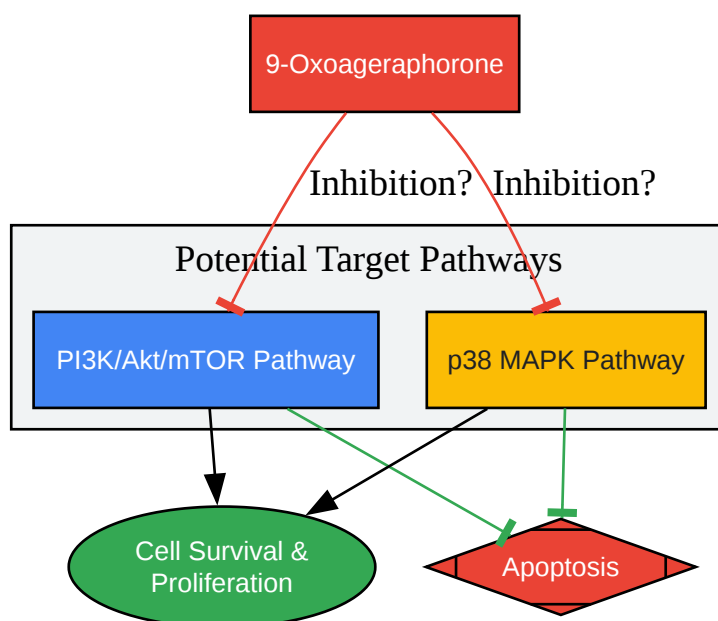 9-Oxoageraphorone
Inhibition? Inhibition?
Potential Target Pathways
PI3K/Akt/mTOR Pathway
p38 MAPK Pathway
Cell Survival &
Proliferation
Apoptosis